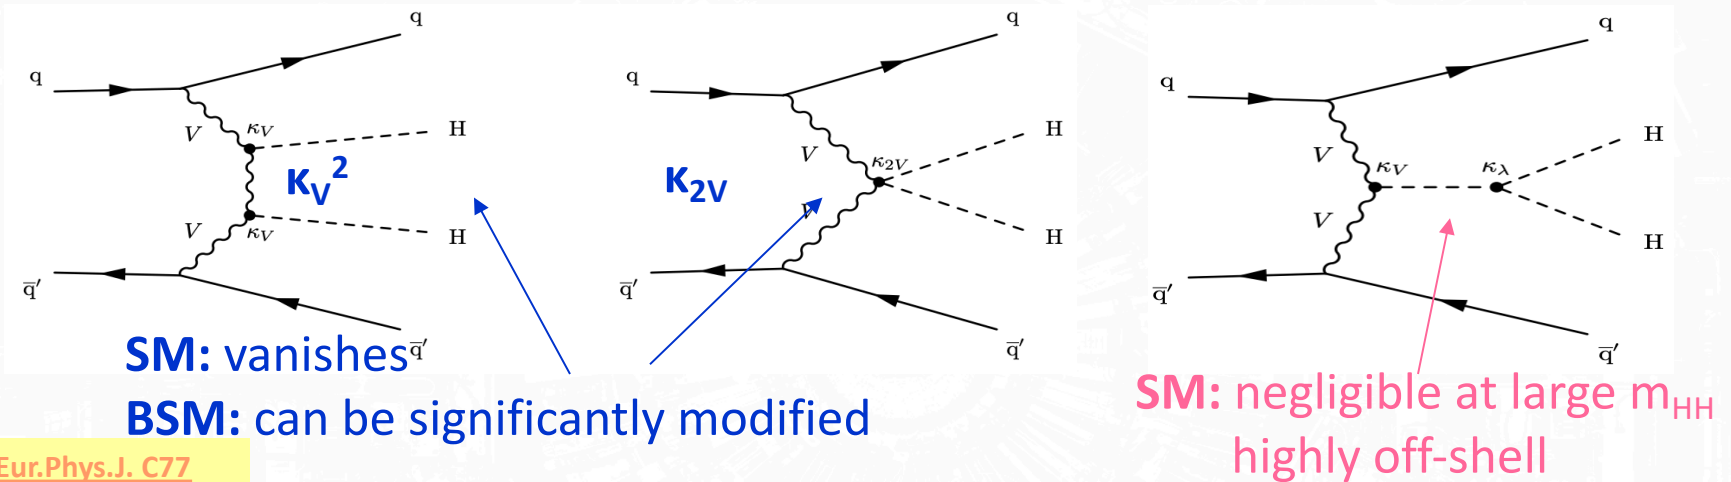 q
q
V
κV
H
κV²
V
κV
H
q̅′
q̅′
q
q
V
κ2V
H
κ2V
V
H
q̅′
q̅′
q
q
V
κV
κλ
H
V
H
q̅′
q̅′
SM: vanishes
BSM: can be significantly modified
SM: negligible at large mHH
highly off-shell
Eur.Phys.J. C77